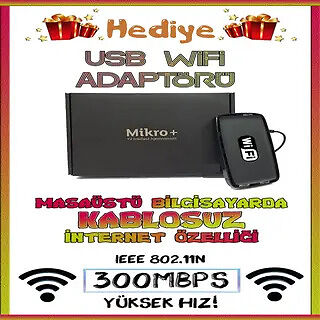 Hediye
USB WiFi
ADAPTÖRÜ
Mikro+
WiFi
MASAÜSTÜ BİLGİSAYARDA
KABLOSUZ
İNTERNET ÖZELLİĞİ
IEEE 802.11N
300MBPS
YÜKSEK HIZ!